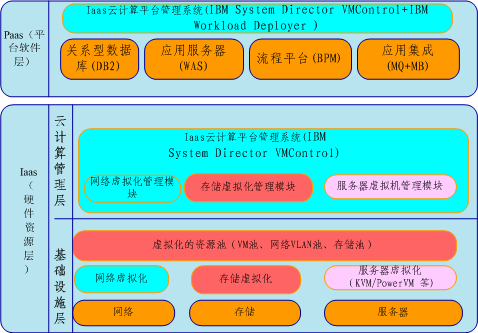 Paas（平
台软件
层）
Iaas云计算平台管理系统(IBM System Director VMControl+IBM
Workload Deployer )
关系型数据
库(DB2)
应用服务器
(WAS)
流程平台(BPM)
应用集成
(MQ+MB)
Iaas
（
硬
件
资
源
层
）
云
计
算
管
理
层
Iaas云计算平台管理系统(IBM
System Director VMControl)
网络虚拟化管理模
块
存储虚拟化管理模块
服务器虚拟机管理模块
基
础
设
施
层
虚拟化的资源池（VM池、网络VLAN池、存储池 ）
网络虚拟化
存储虚拟化
服务器虚拟化
(KVM/PowerVM 等)
网络
存储
服务器